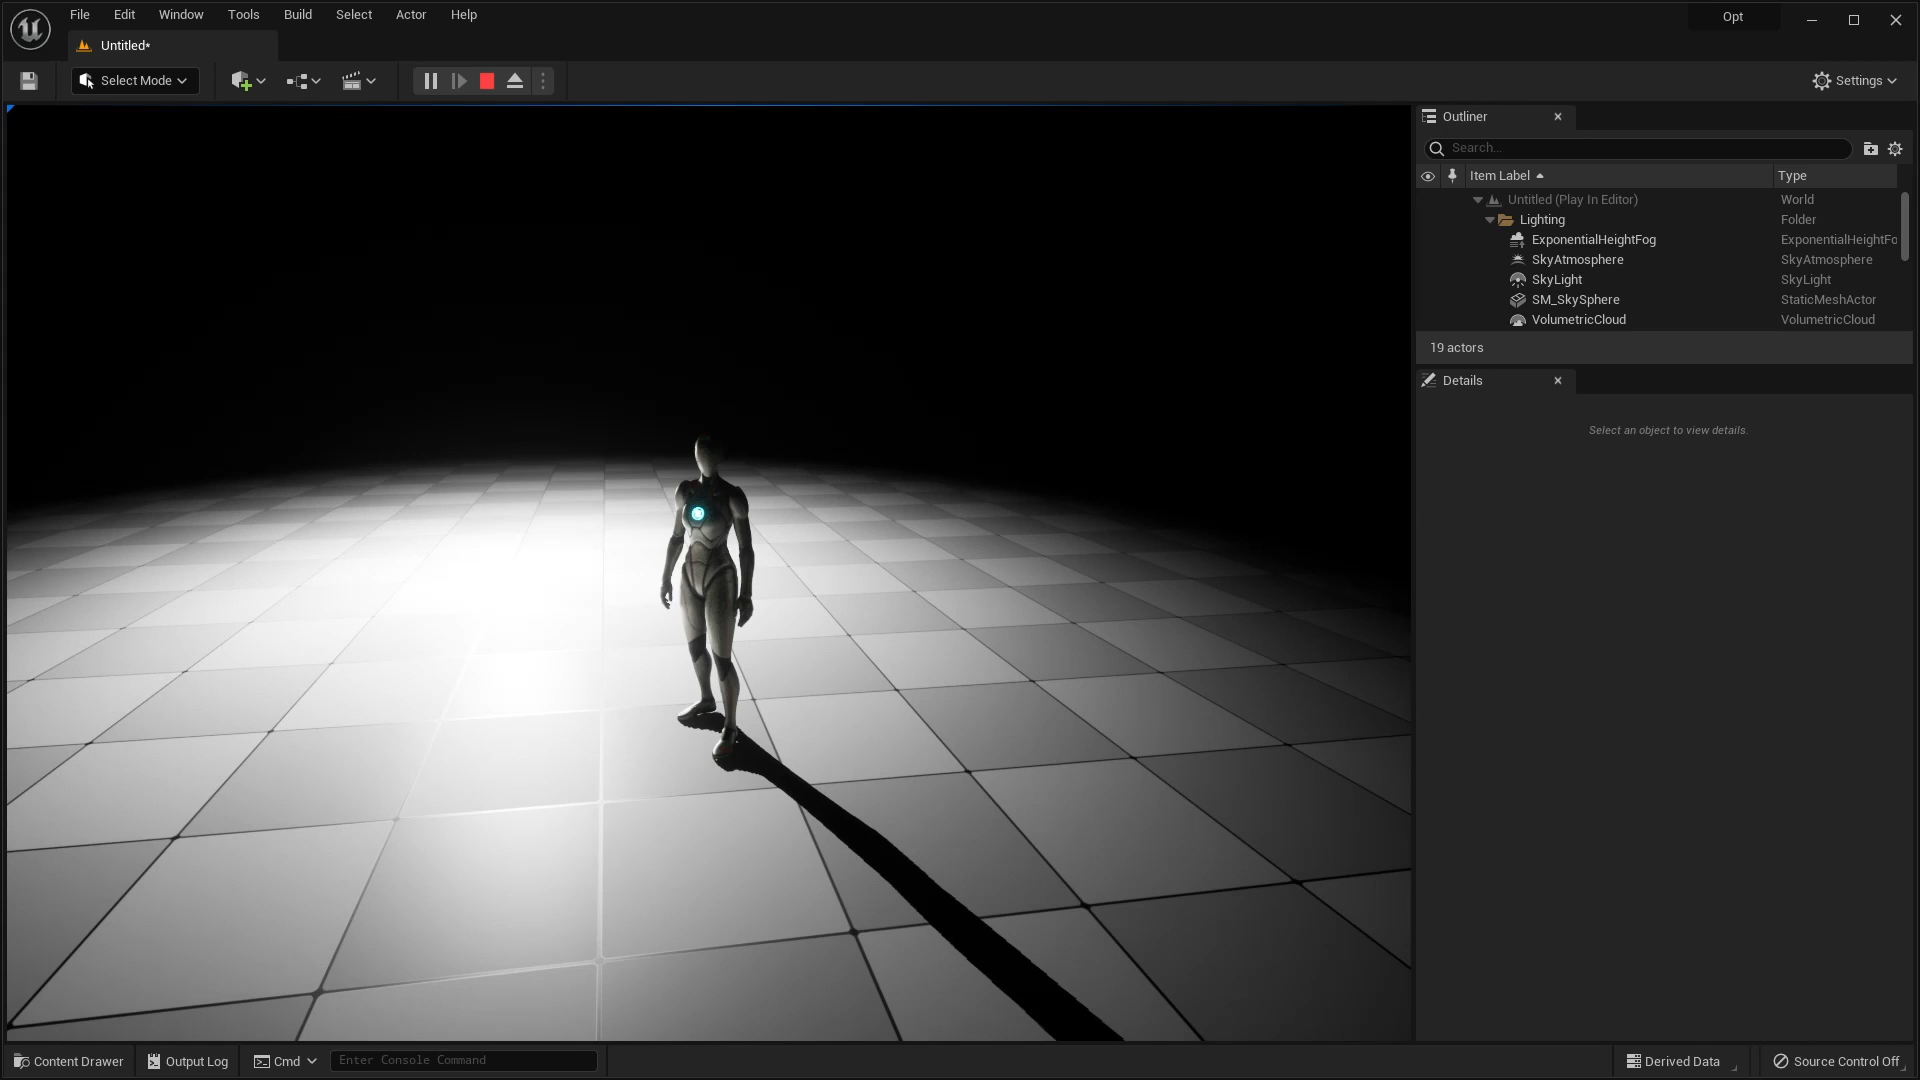 File Edit Window Tools Build Select Actor Help
Opt
Untitled*
Select Mode
Settings
Outliner
Search...
Item Label Type
Untitled (Play In Editor) World
Lighting Folder
ExponentialHeightFog ExponentialHeightFo
SkyAtmosphere SkyAtmosphere
SkyLight SkyLight
SM_SkySphere StaticMeshActor
VolumetricCloud VolumetricCloud
19 actors
Details
Select an object to view details.
Content Drawer Output Log Cmd Enter Console Command Derived Data Source Control Off